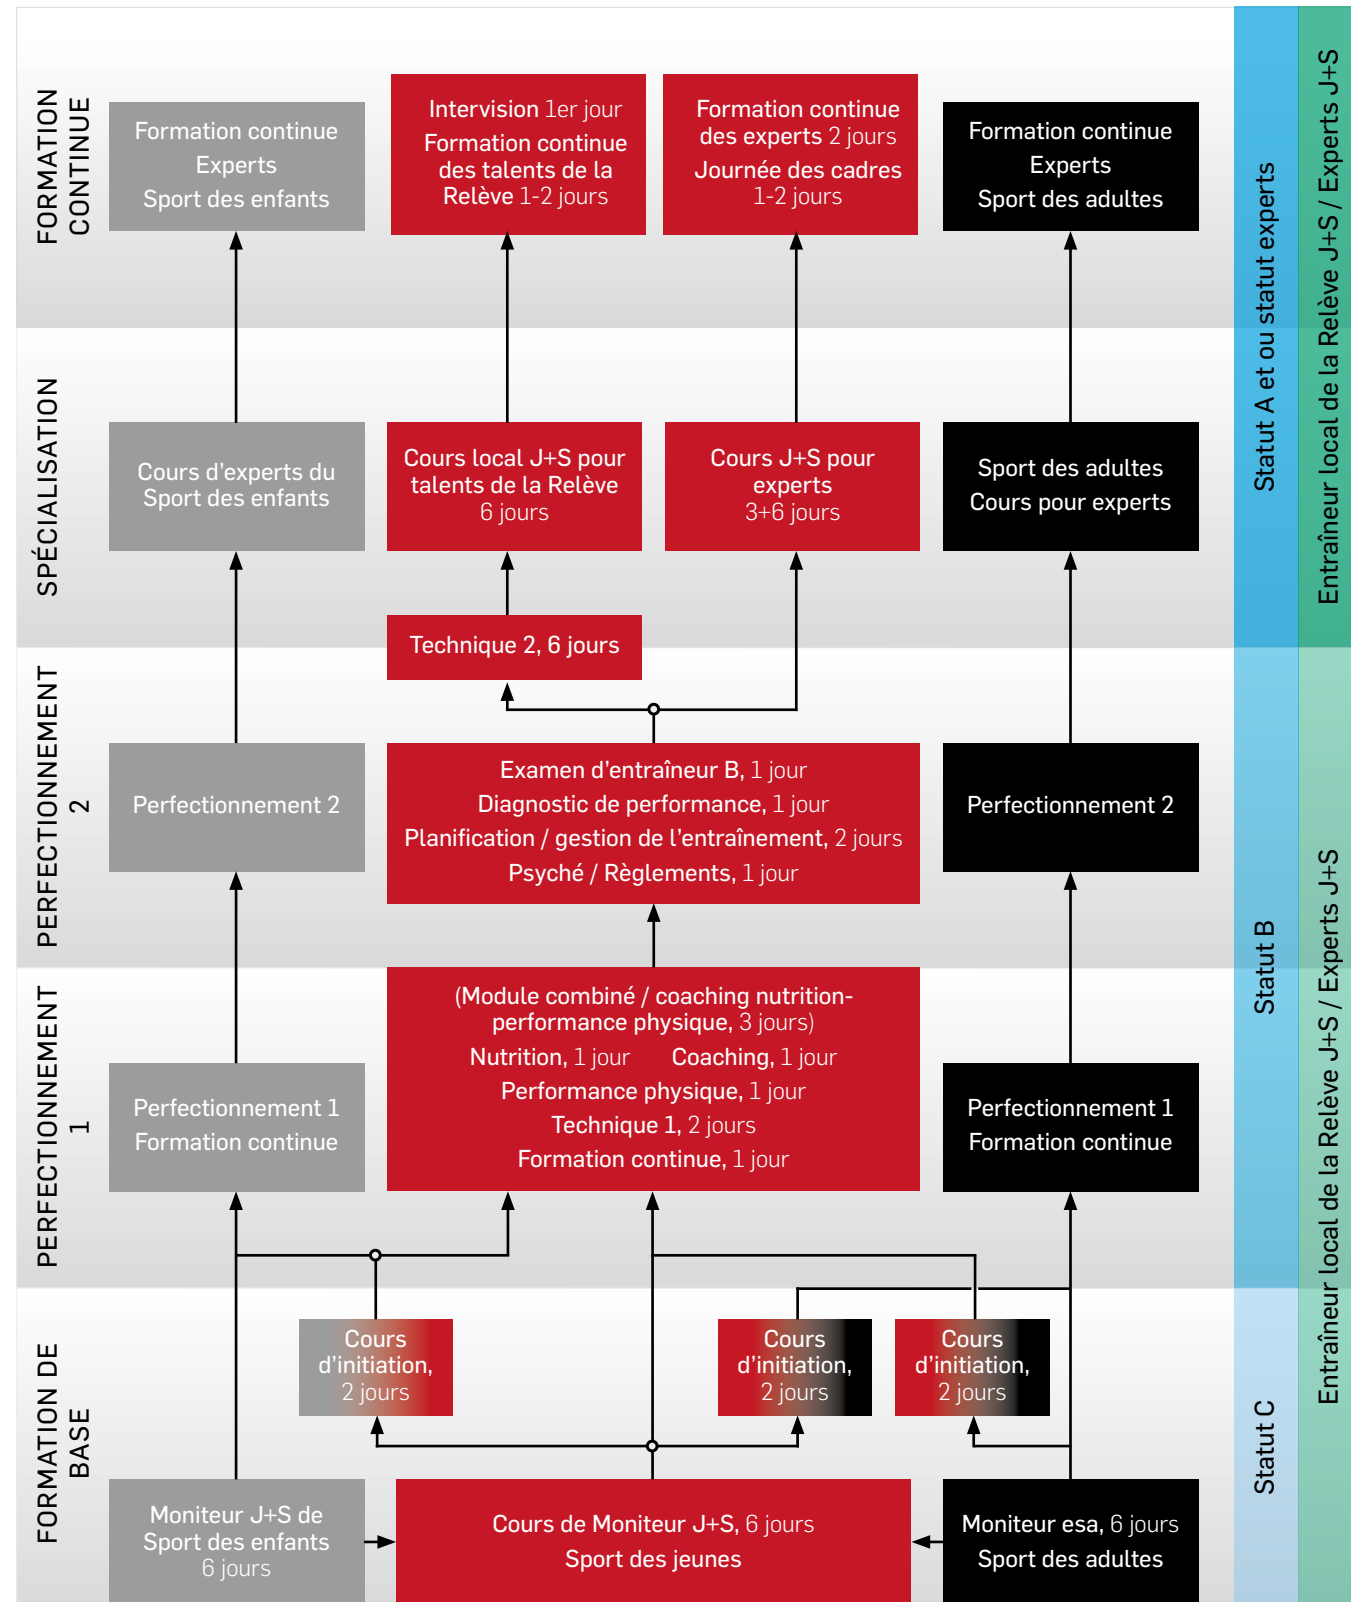 FORMATION
CONTINUE
Formation continue
Experts
Sport des enfants
Intervision 1er jour
Formation continue
des talents de la
Relève 1-2 jours
Formation continue
des experts 2 jours
Journée des cadres
1-2 jours
Formation continue
Experts
Sport des adultes
SPÉCIALISATION
Cours d'experts du
Sport des enfants
Cours local J+S pour
talents de la Relève
6 jours
Cours J+S pour
experts
3+6 jours
Sport des adultes
Cours pour experts
Technique 2, 6 jours
PERFECTIONNEMENT
2
Perfectionnement 2
Examen d'entraîneur B, 1 jour
Diagnostic de performance, 1 jour
Planification / gestion de l'entraînement, 2 jours
Psyché / Règlements, 1 jour
Perfectionnement 2
PERFECTIONNEMENT
1
Perfectionnement 1
Formation continue
(Module combiné / coaching nutrition-
performance physique, 3 jours)
Nutrition, 1 jour Coaching, 1 jour
Performance physique, 1 jour
Technique 1, 2 jours
Formation continue, 1 jour
Perfectionnement 1
Formation continue
FORMATION DE
BASE
Cours
d'initiation,
2 jours
Cours
d'initiation,
2 jours
Cours
d'initiation,
2 jours
Moniteur J+S de
Sport des enfants
6 jours
Cours de Moniteur J+S, 6 jours
Sport des jeunes
Moniteur esa, 6 jours
Sport des adultes
Statut A et ou statut experts
Statut B
Statut C
Entraîneur local de la Relève J+S / Experts J+S
Entraîneur local de la Relève J+S / Experts J+S